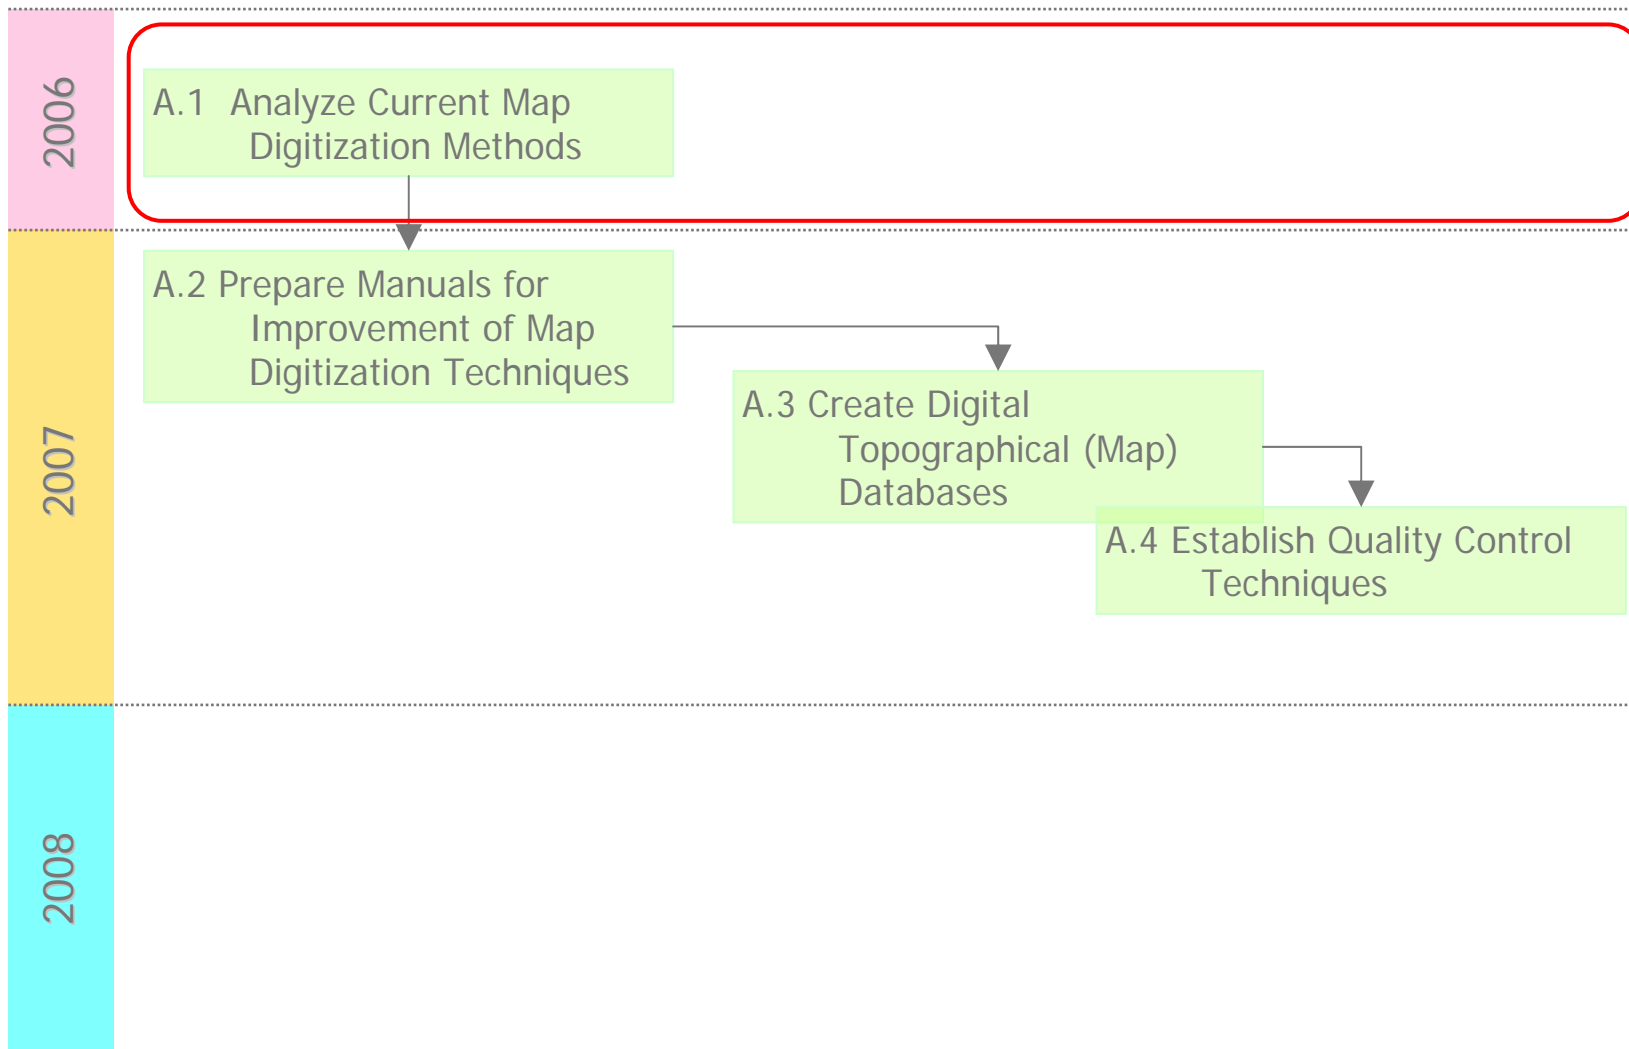 2006
A.1 Analyze Current Map
Digitization Methods
2007
A.2 Prepare Manuals for
Improvement of Map
Digitization Techniques
A.3 Create Digital
Topographical (Map)
Databases
A.4 Establish Quality Control
Techniques
2008